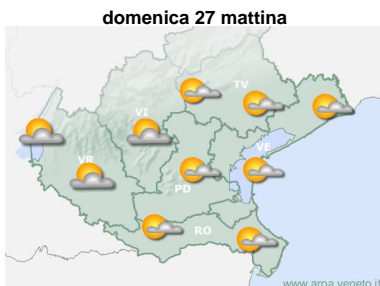 domenica 27 mattina
TV
VI
VE
VR
PD
RO
www.arpa.veneto.it